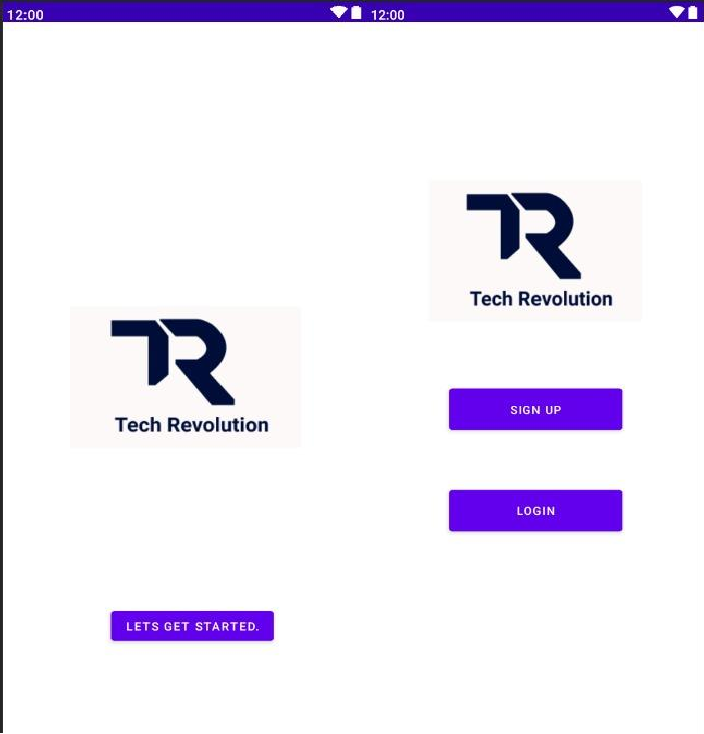 12:00
TR
Tech Revolution
LETS GET STARTED.
12:00
TR
Tech Revolution
SIGN UP
LOGIN